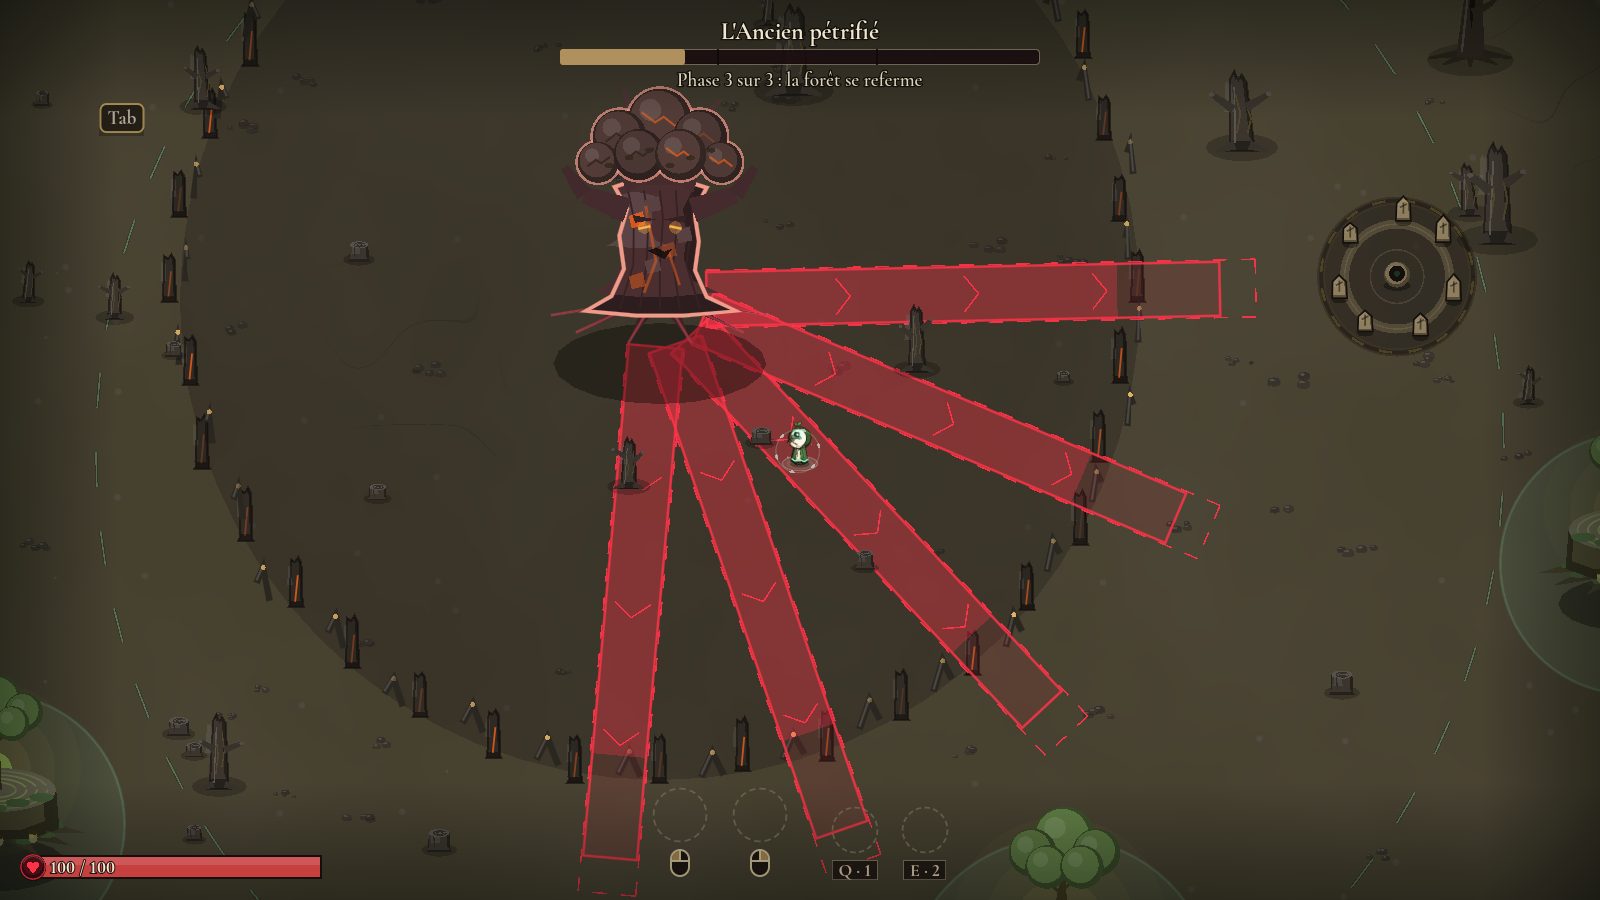 L'Ancien pétrifié
Phase 3 sur 3 : la forêt se referme
Tab
100 / 100
Q · 1
E · 2